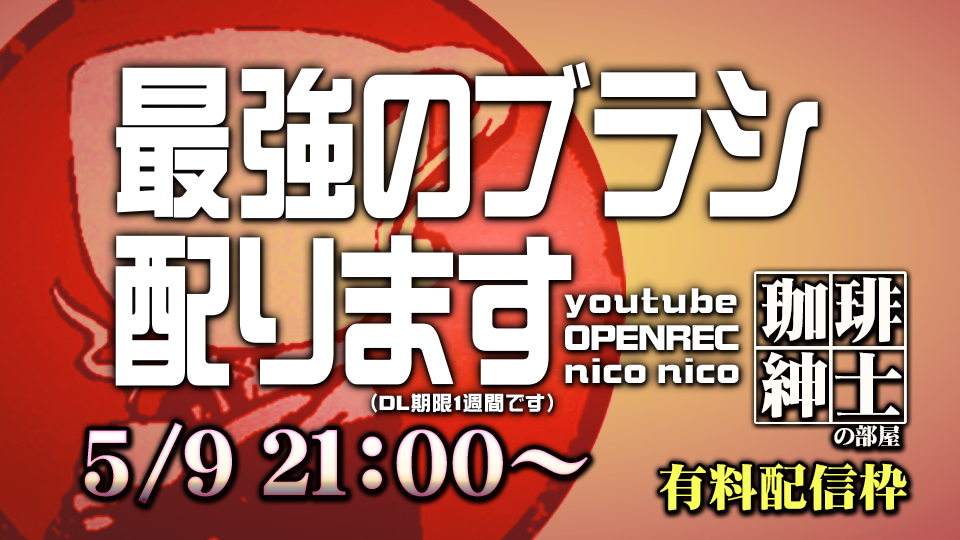 最強のブラシ
配ります
youtube
OPENREC
nico nico
(DL期限1週間です)
珈琲
紳士
の部屋
5/9 21:00～
有料配信枠